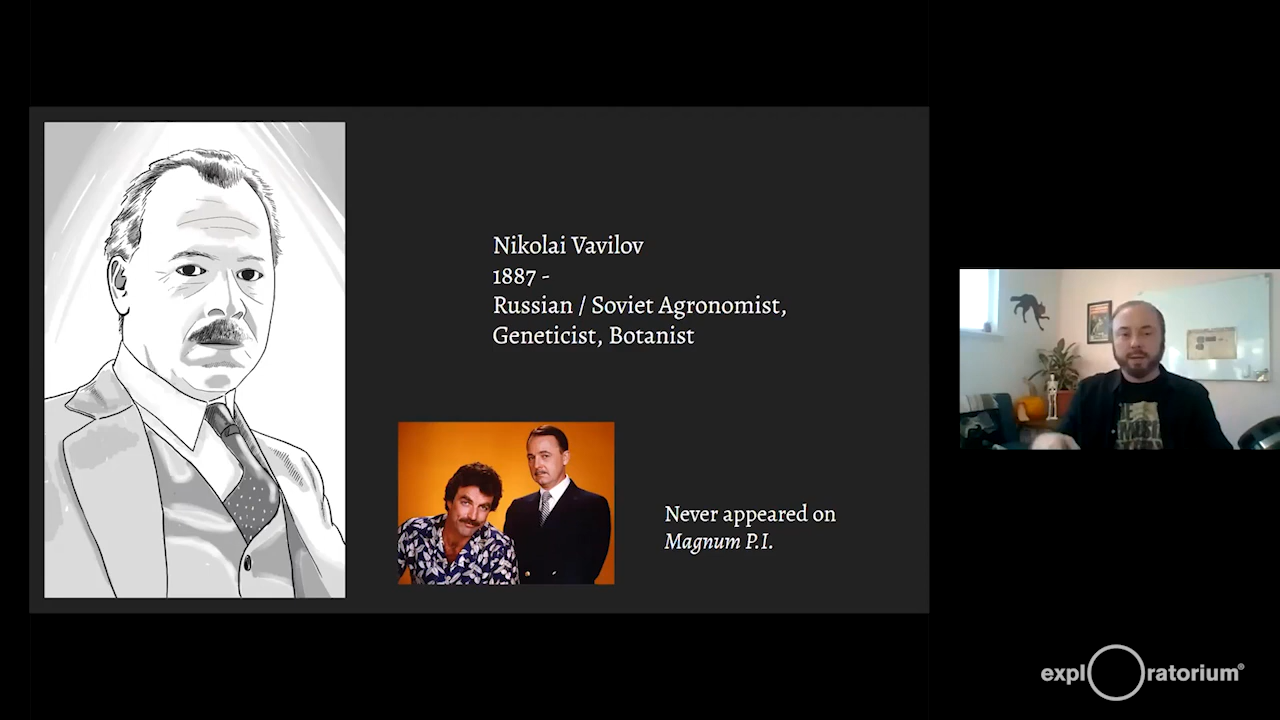 Nikolai Vavilov
1887 -
Russian / Soviet Agronomist,
Geneticist, Botanist
Never appeared on
Magnum P.I.
expl ratorium®